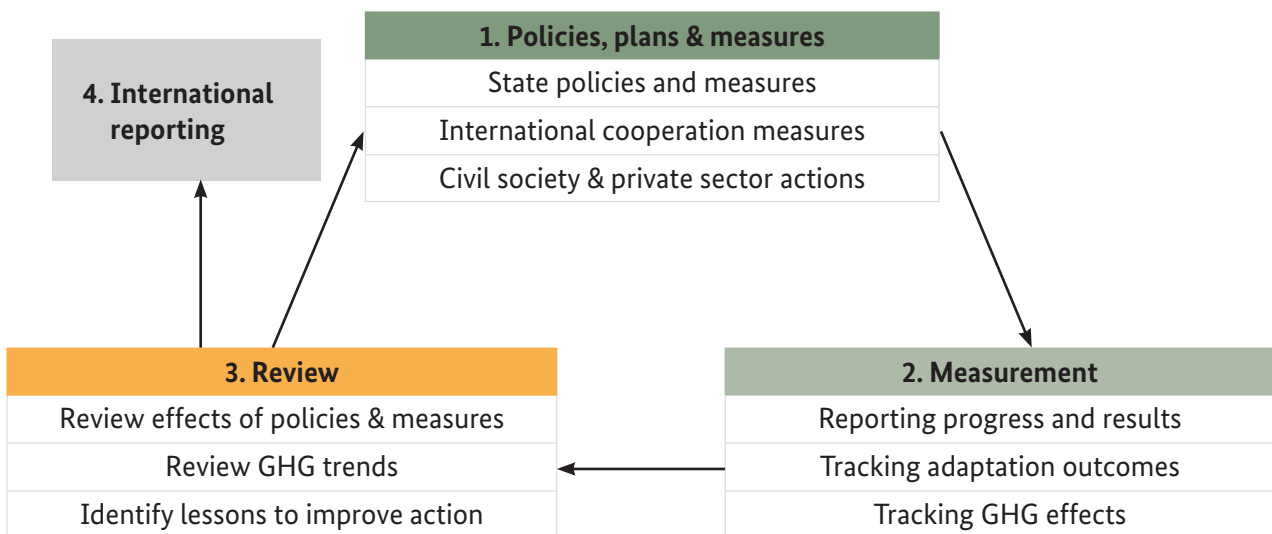 1. Policies, plans & measures
State policies and measures
International cooperation measures
Civil society & private sector actions
4. International
reporting
3. Review
Review effects of policies & measures
Review GHG trends
Identify lessons to improve action
2. Measurement
Reporting progress and results
Tracking adaptation outcomes
Tracking GHG effects